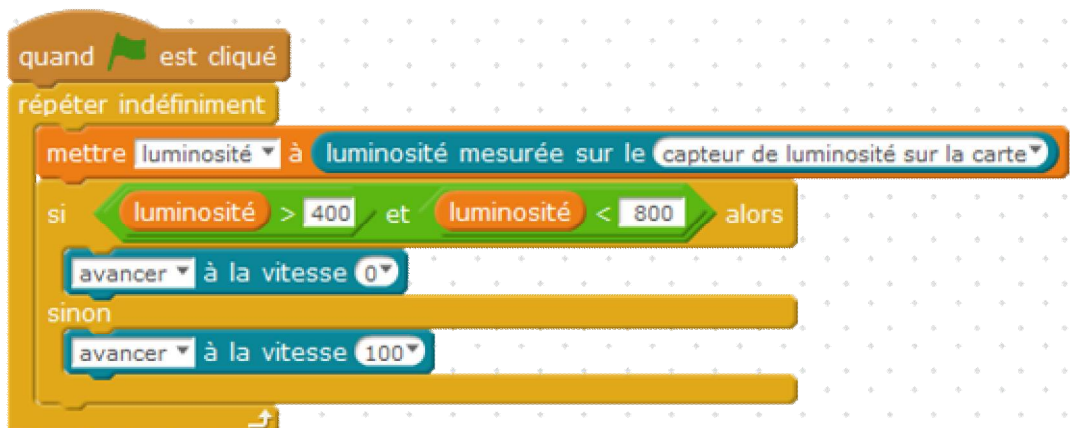 quand est cliqué
répéter indéfiniment
mettre luminosité à luminosité mesurée sur le capteur de luminosité sur la carte
si luminosité > 400 et luminosité < 800 alors
avancer à la vitesse 0
sinon
avancer à la vitesse 100